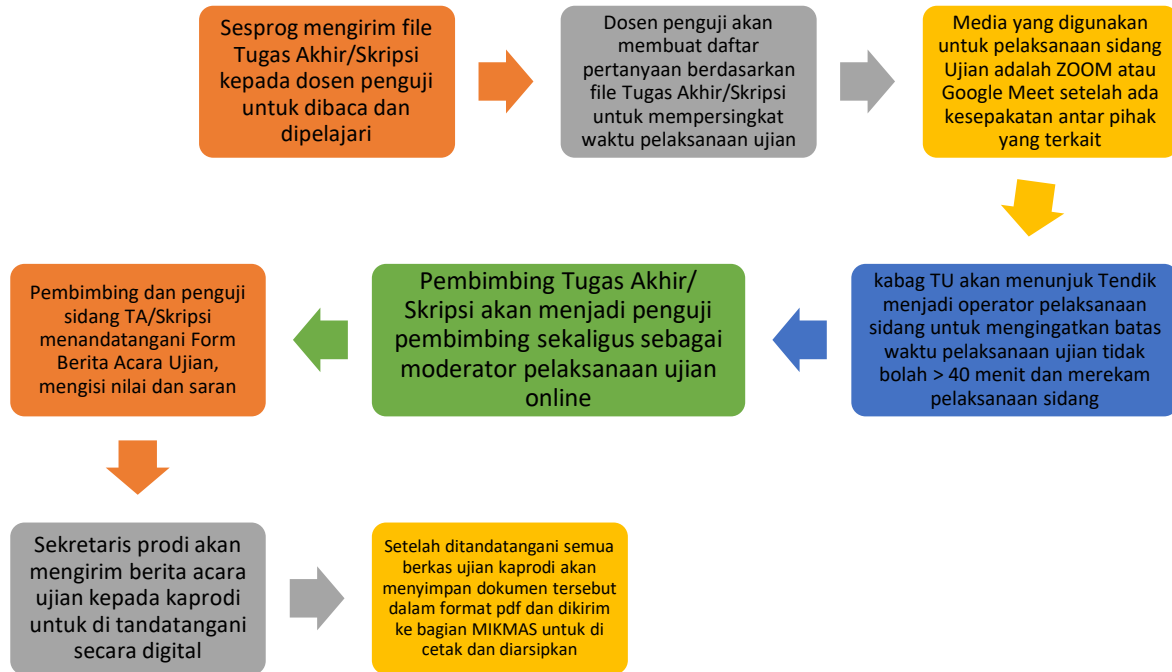 Sesprog mengirim file
Tugas Akhir/Skripsi
kepada dosen penguji
untuk dibaca dan
dipelajari
Dosen penguji akan
membuat daftar
pertanyaan berdasarkan
file Tugas Akhir/Skripsi
untuk mempersingkat
waktu pelaksanaan ujian
Media yang digunakan
untuk pelaksanaan sidang
Ujian adalah ZOOM atau
Google Meet setelah ada
kesepakatan antar pihak
yang terkait
kabag TU akan menunjuk Tendik
menjadi operator pelaksanaan
sidang untuk mengingatkan batas
waktu pelaksanaan ujian tidak
bolah > 40 menit dan merekam
pelaksanaan sidang
Pembimbing Tugas Akhir/
Skripsi akan menjadi penguji
pembimbing sekaligus sebagai
moderator pelaksanaan ujian
online
Pembimbing dan penguji
sidang TA/Skripsi
menandatangani Form
Berita Acara Ujian,
mengisi nilai dan saran
Sekretaris prodi akan
mengirim berita acara
ujian kepada kaprodi
untuk di tandatangani
secara digital
Setelah ditandatangani semua
berkas ujian kaprodi akan
menyimpan dokumen tersebut
dalam format pdf dan dikirim
ke bagian MIKMAS untuk di
cetak dan diarsipkan